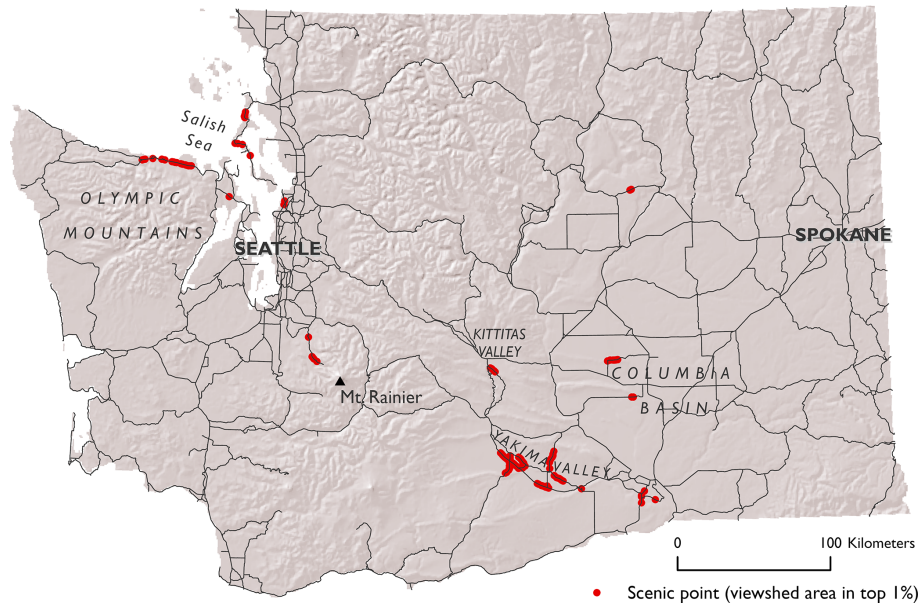 Salish
Sea
OLYMPIC
MOUNTAINS
SEATTLE
SPOKANE
KITTITAS
VALLEY
COLUMBIA
BASIN
Mt. Rainier
YAKIMA VALLEY
0 100 Kilometers
Scenic point (viewshed area in top 1%)